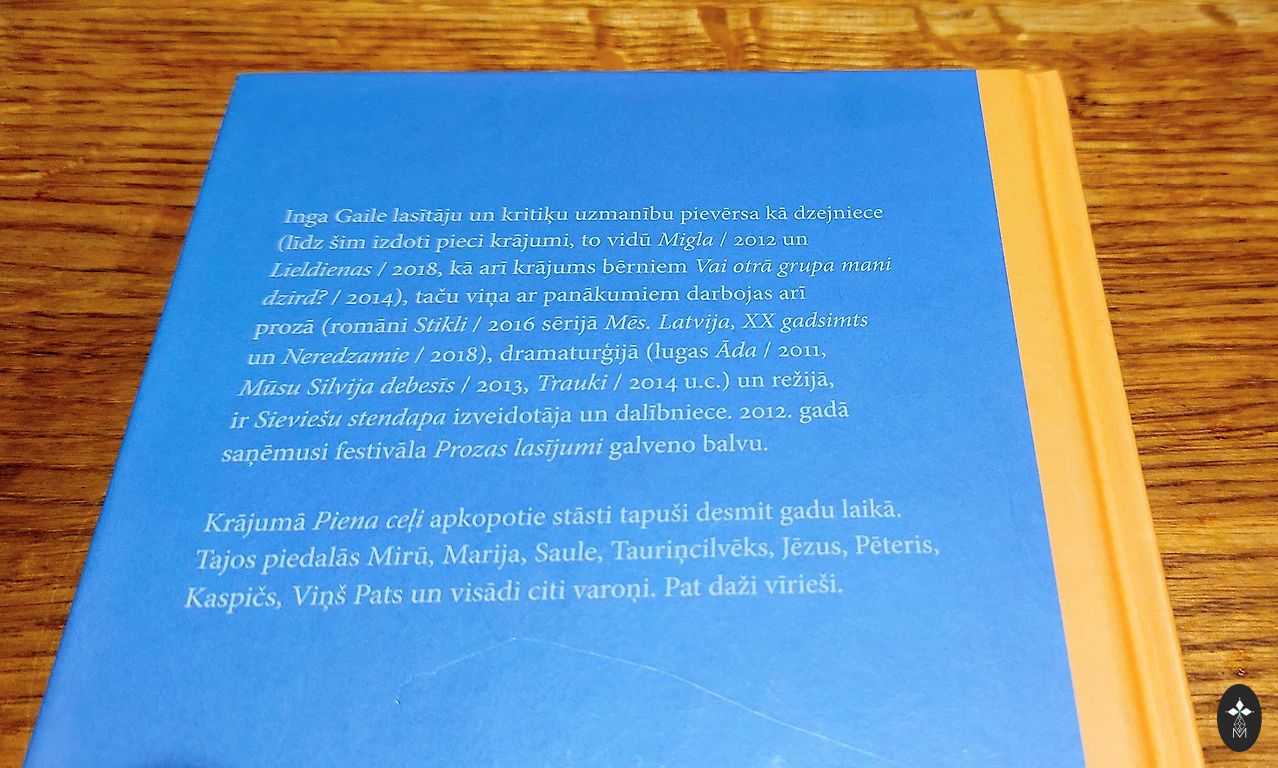 Inga Gaile lasītāju un kritiķu uzmanību pievērsa kā dzejniece
(līdz šim izdoti pieci krājumi, to vidū Migla / 2012 un
Lieldienas / 2018, kā arī krājums bērniem Vai otrā grupa mani
dzird? / 2014), taču viņa ar panākumiem darbojas arī
prozā (romāni Stikli / 2016 sērijā Mēs. Latvija, XX gadsimts
un Neredzamie / 2018), dramaturģijā (lugas Āda / 2011,
Mūsu Silvija debesīs / 2013, Trauki / 2014 u.c.) un režijā,
ir Sieviešu stendapa izveidotāja un dalībniece. 2012. gadā
saņēmusi festivāla Prozas lasījumi galveno balvu.
Krājumā Piena ceļi apkopotie stāsti tapuši desmit gadu laikā.
Tajos piedalās Mirū, Marija, Saule, Tauriņcilvēks, Jēzus, Pēteris,
Kaspičs, Viņš Pats un visādi citi varoņi. Pat daži vīrieši.
M